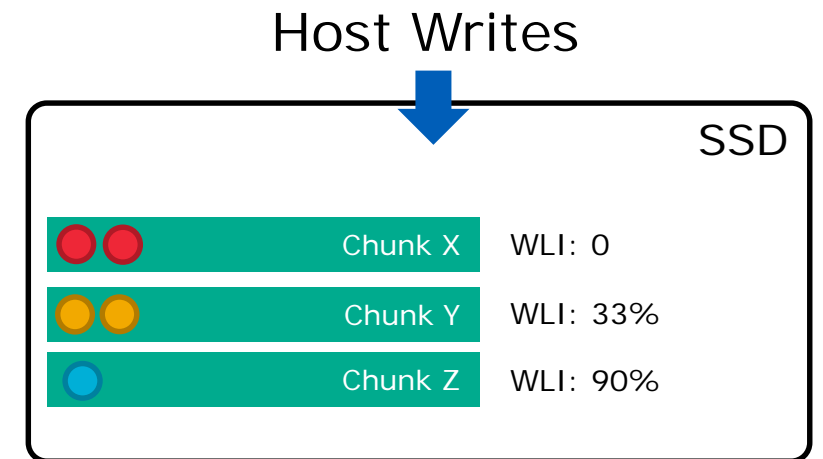 Host Writes
SSD
Chunk X WLI: 0
Chunk Y WLI: 33%
Chunk Z WLI: 90%